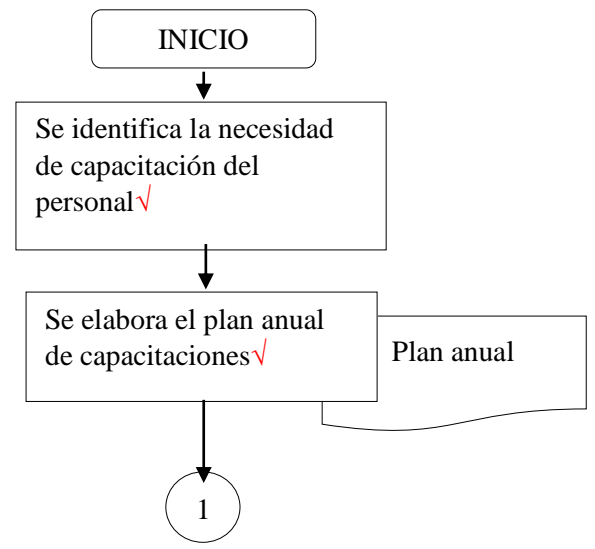 INICIO
Se identifica la necesidad
de capacitación del
personal√
Se elabora el plan anual
de capacitaciones√
Plan anual
1